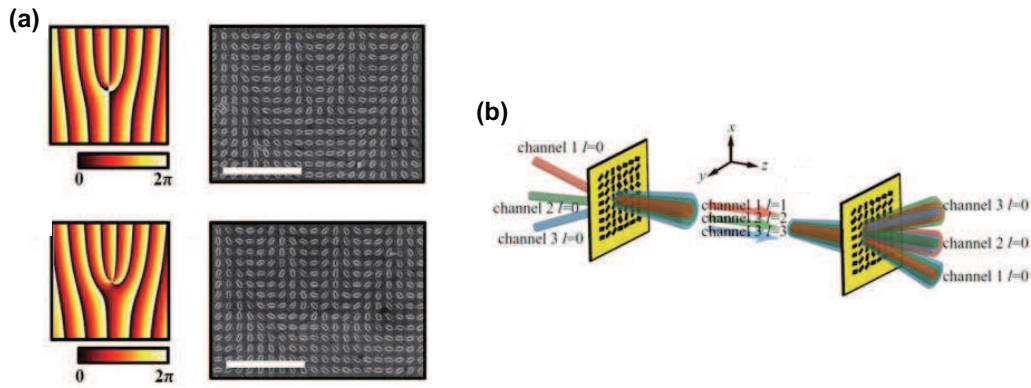 (a)
0 2π
0 2π
(b)
channel 1 l=0
channel 2 l=0
channel 3 l=0
x
y
z
channel 1 l=1
channel 2 l=2
channel 3 l=3
channel 3 l=0
channel 2 l=0
channel 1 l=0